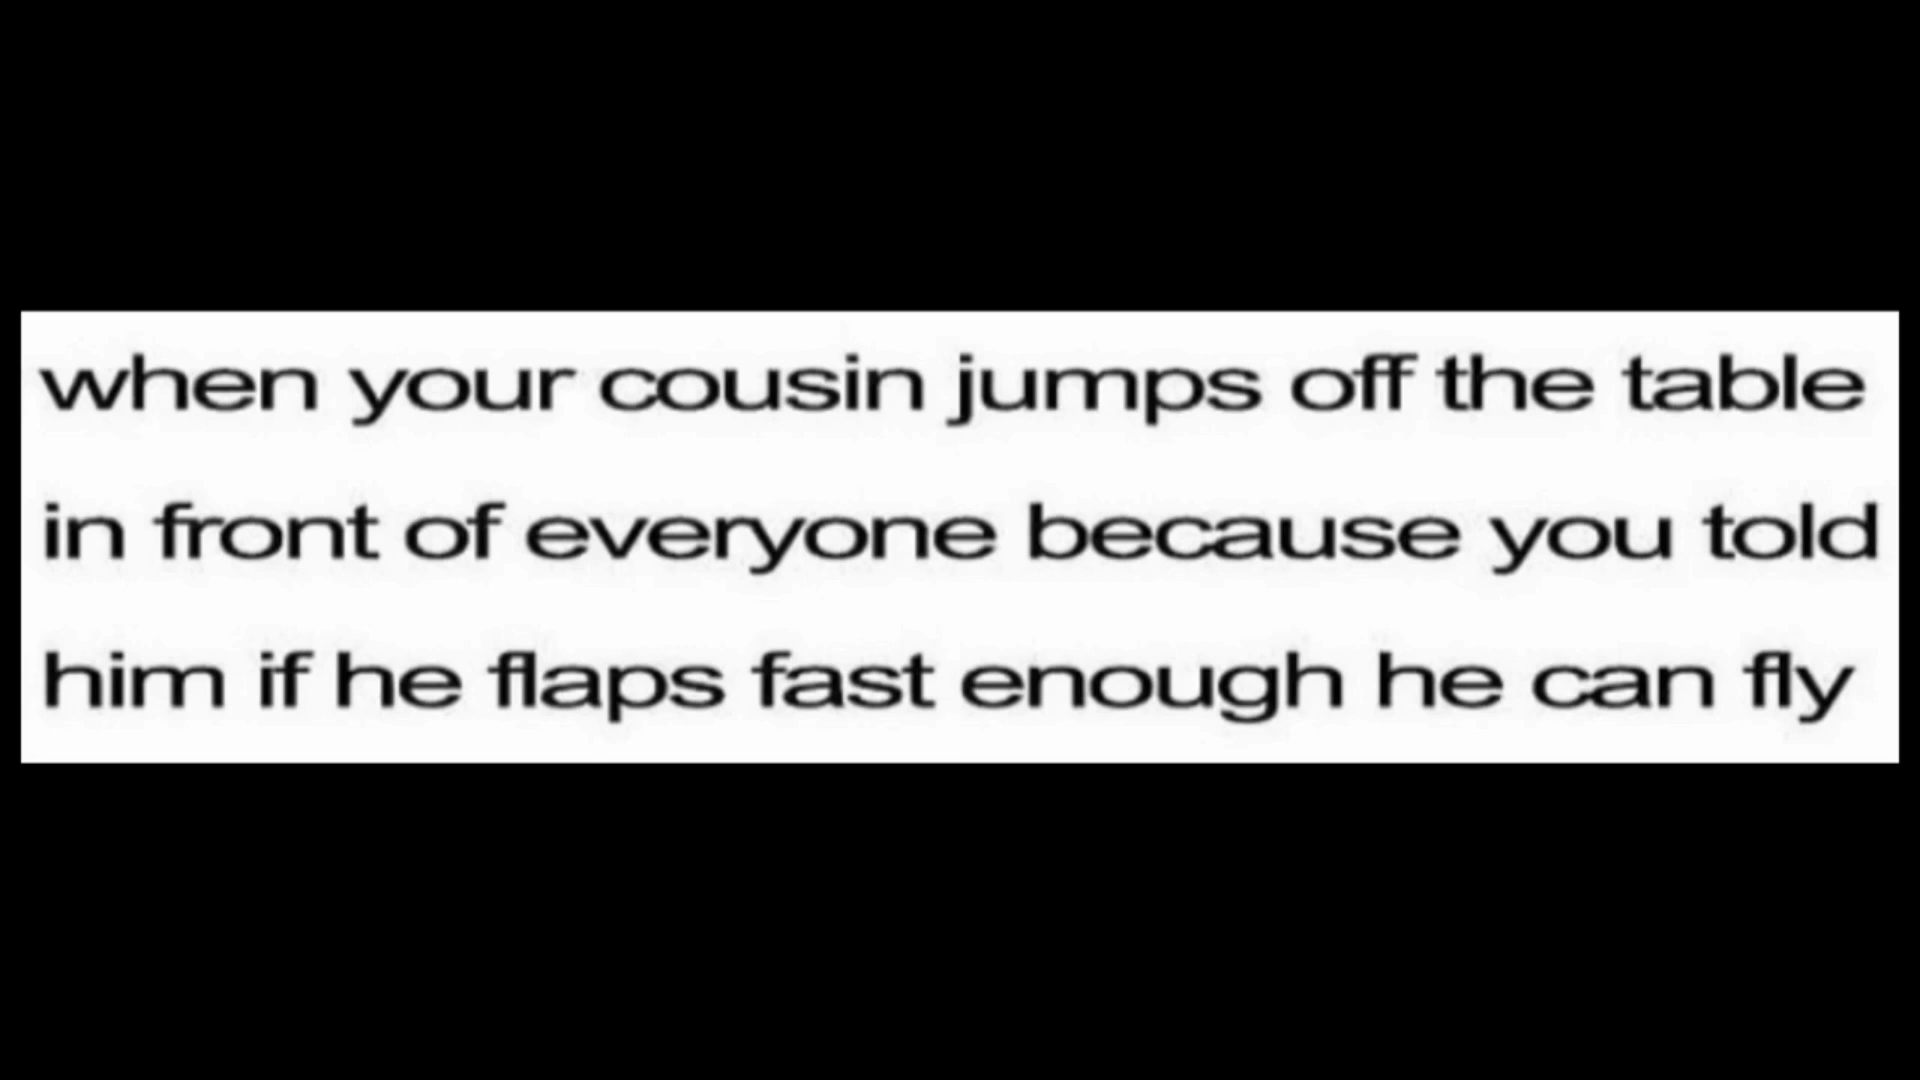 when your cousin jumps off the table
in front of everyone because you told
him if he flaps fast enough he can fly